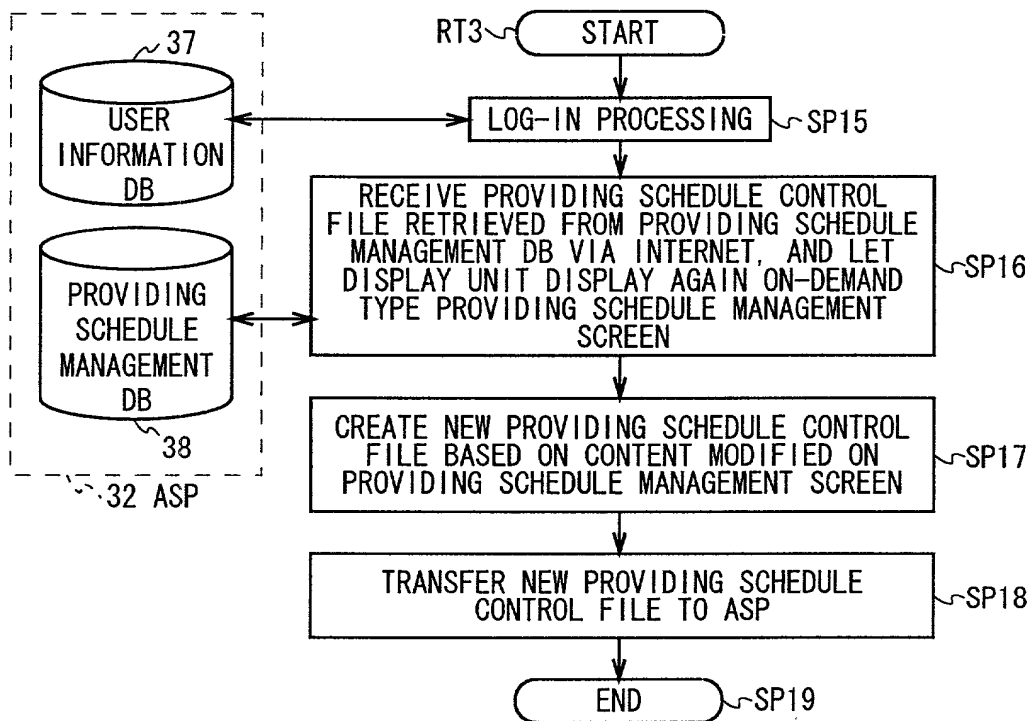 RT3
START
37
USER
INFORMATION
DB
LOG-IN PROCESSING
SP15
RECEIVE PROVIDING SCHEDULE CONTROL
FILE RETRIEVED FROM PROVIDING SCHEDULE
MANAGEMENT DB VIA INTERNET, AND LET
DISPLAY UNIT DISPLAY AGAIN ON-DEMAND
TYPE PROVIDING SCHEDULE MANAGEMENT
SCREEN
SP16
PROVIDING
SCHEDULE
MANAGEMENT
DB
38
32 ASP
CREATE NEW PROVIDING SCHEDULE CONTROL
FILE BASED ON CONTENT MODIFIED ON
PROVIDING SCHEDULE MANAGEMENT SCREEN
SP17
TRANSFER NEW PROVIDING SCHEDULE
CONTROL FILE TO ASP
SP18
END
SP19